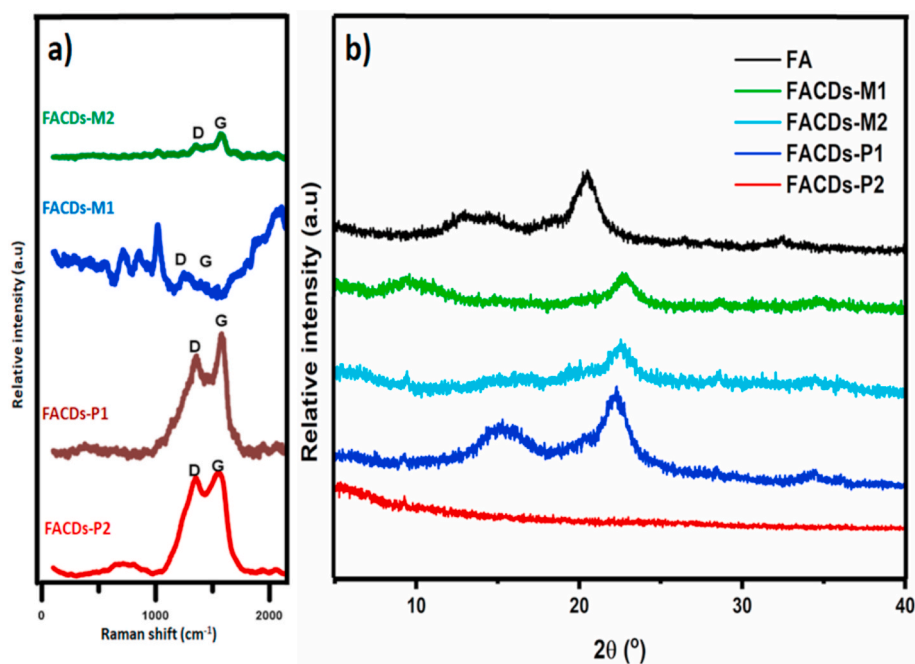 a)
FACDs-M2
D G
FACDs-M1
D G
FACDs-P1
D G
FACDs-P2
D G
Relative intensity (a.u)
0 1000 2000
Raman shift (cm⁻¹)
b)
FA
FACDs-M1
FACDs-M2
FACDs-P1
FACDs-P2
Relative intensity (a.u)
10 20 30 40
2θ (º)